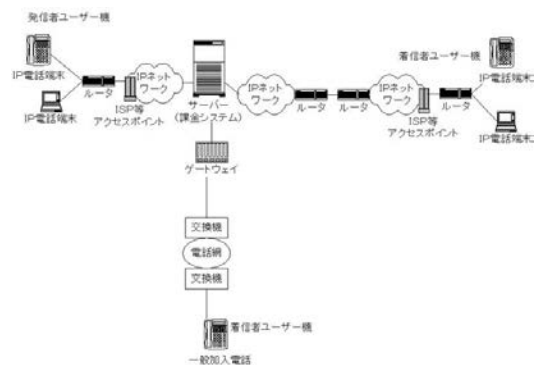 発信者ユーザー機
IP電話端末
IP電話端末
ルータ
ISP等
アクセスポイント
IPネット
ワーク
サーバー
(課金システム)
IPネット
ワーク
ルータ
ルータ
IPネット
ワーク
ISP等
アクセスポイント
ルータ
着信者ユーザー機
IP電話端末
IP電話端末
ゲートウェイ
交換機
電話網
交換機
着信者ユーザー機
一般加入電話